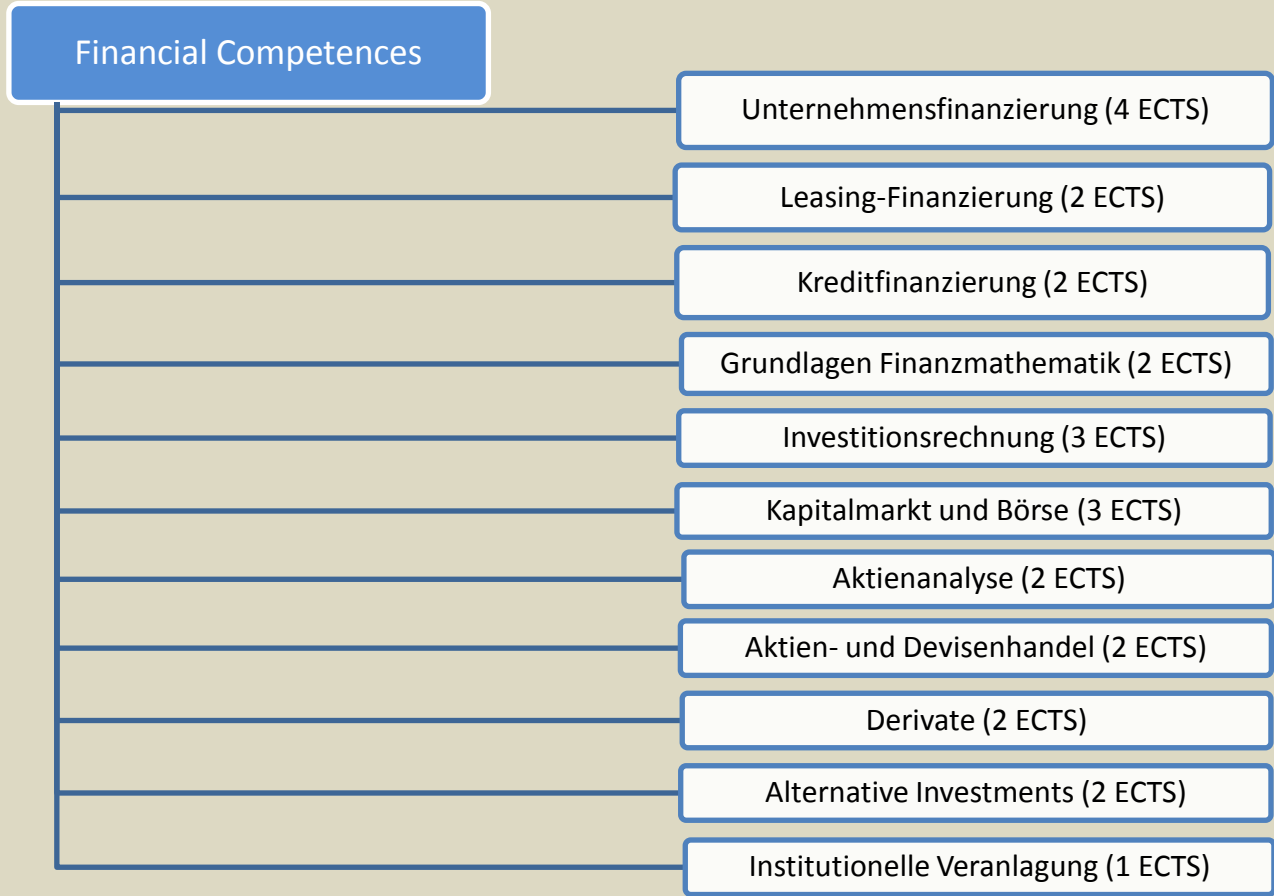 Financial Competences
Unternehmensfinanzierung (4 ECTS)
Leasing-Finanzierung (2 ECTS)
Kreditfinanzierung (2 ECTS)
Grundlagen Finanzmathematik (2 ECTS)
Investitionsrechnung (3 ECTS)
Kapitalmarkt und Börse (3 ECTS)
Aktienanalyse (2 ECTS)
Aktien- und Devisenhandel (2 ECTS)
Derivate (2 ECTS)
Alternative Investments (2 ECTS)
Institutionelle Veranlagung (1 ECTS)